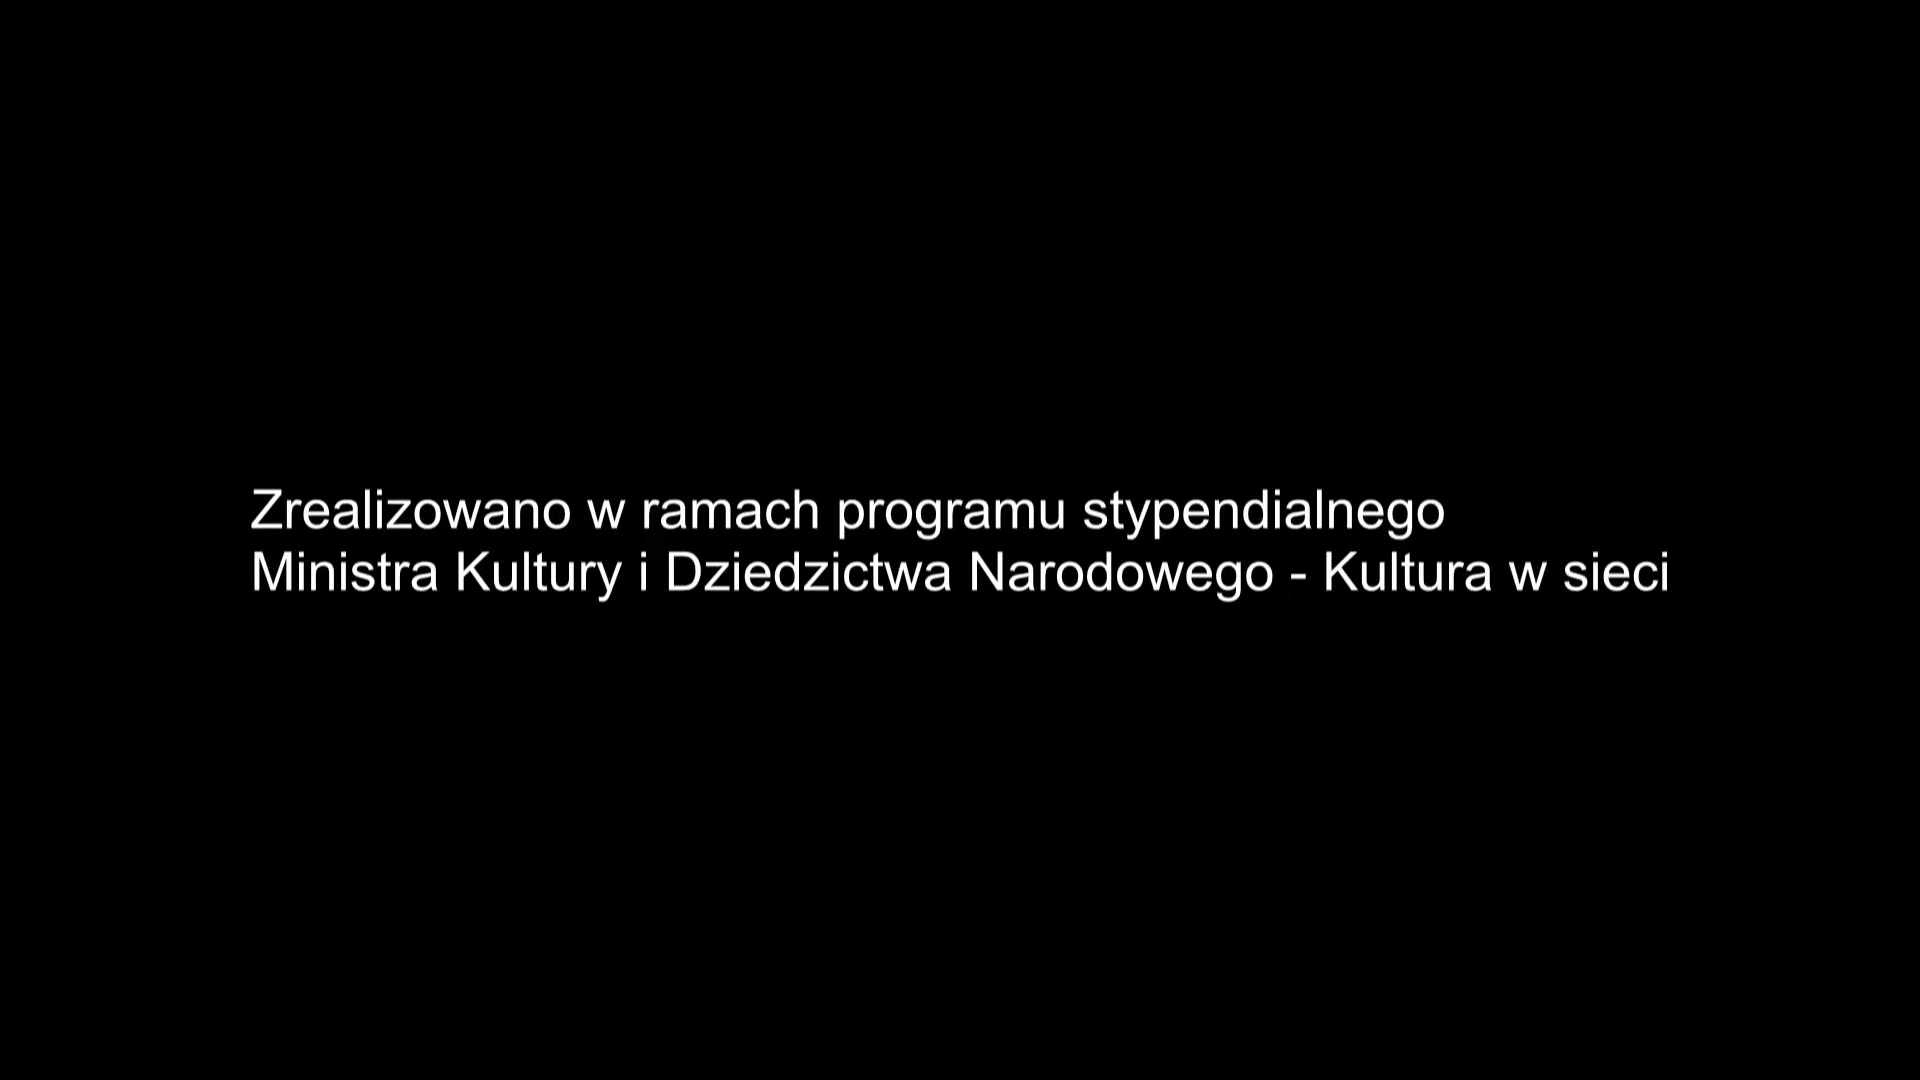 Zrealizowano w ramach programu stypendialnego
Ministra Kultury i Dziedzictwa Narodowego - Kultura w sieci